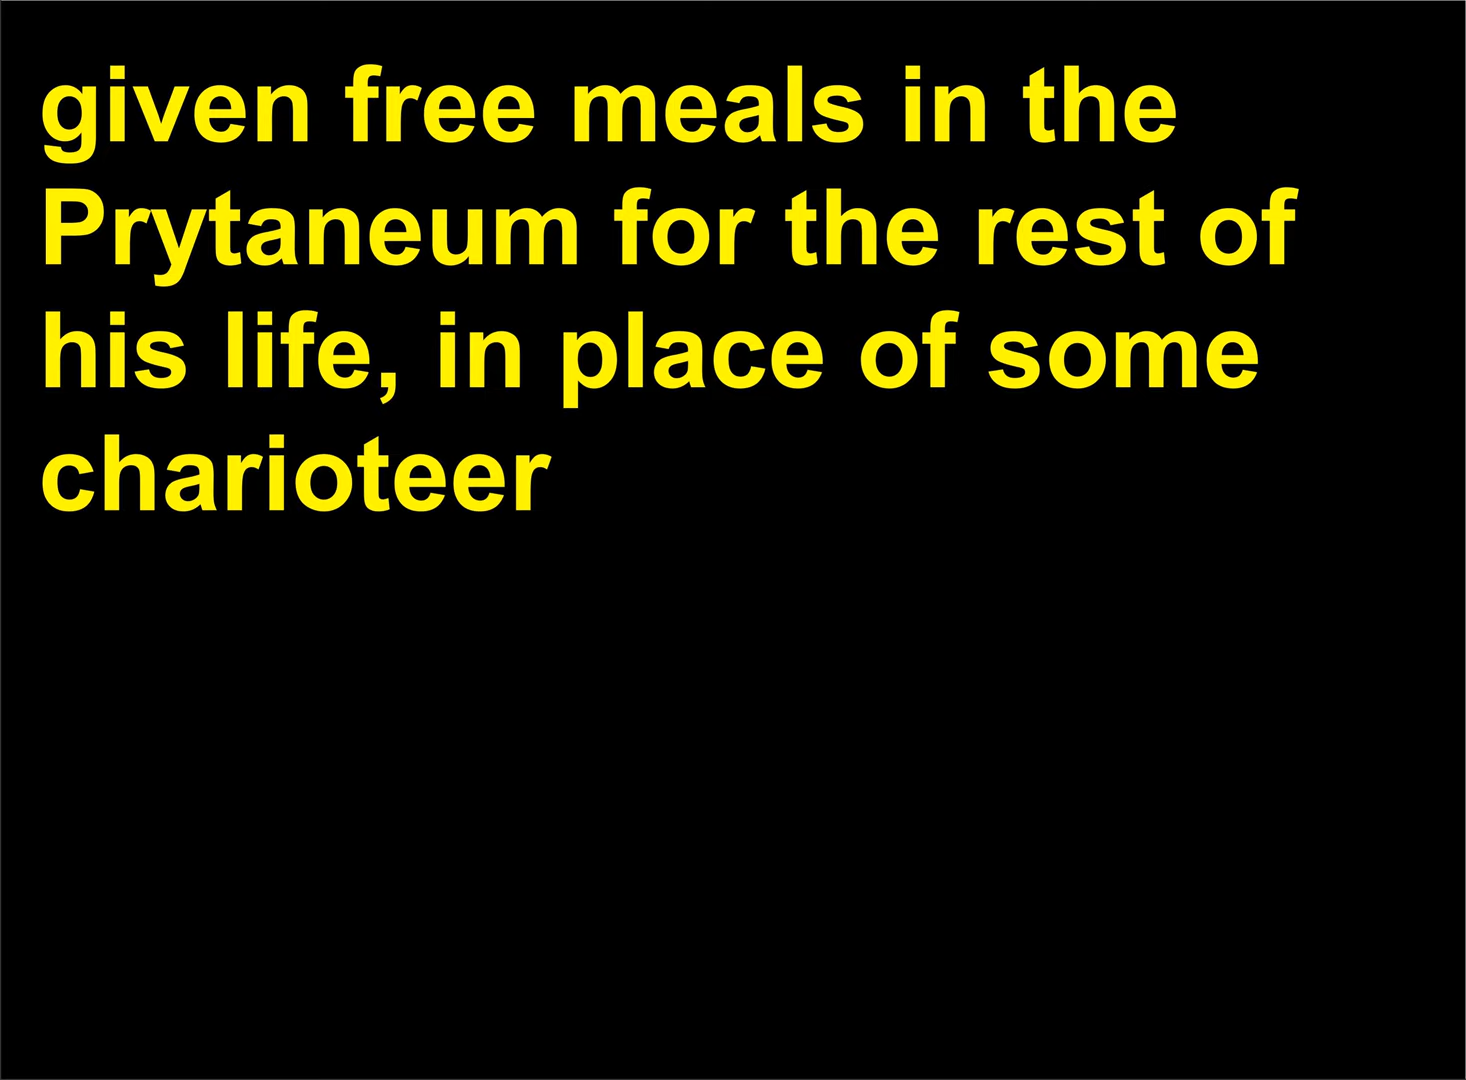 given free meals in the
Prytaneum for the rest of
his life, in place of some
charioteer